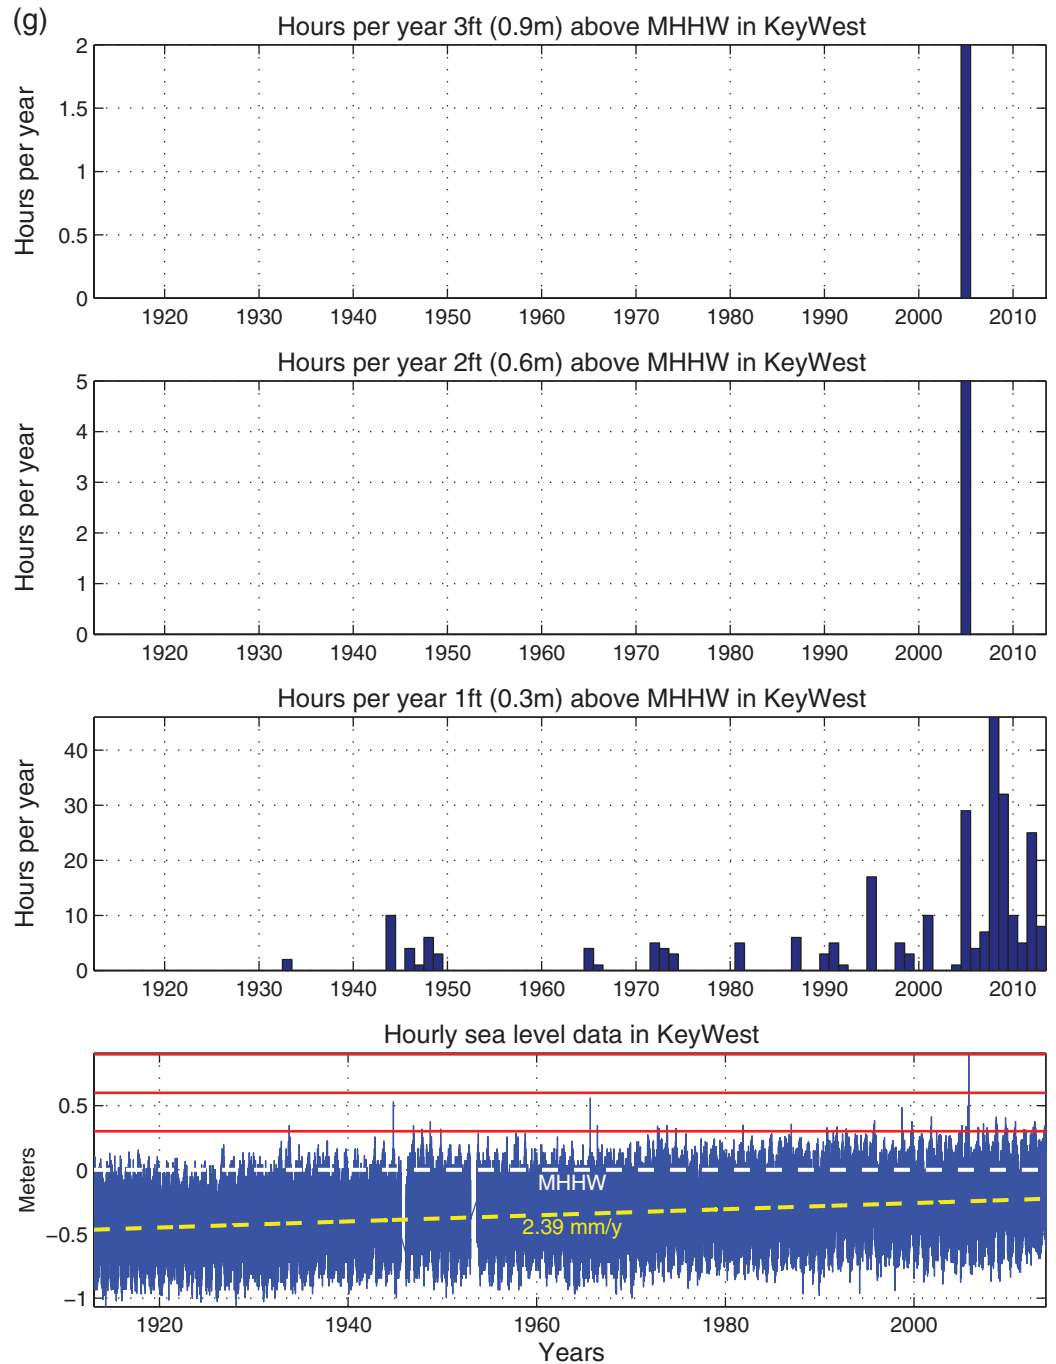 (g)
Hours per year 3ft (0.9m) above MHHW in KeyWest
Hours per year
2
1.5
1
0.5
0
1920 1930 1940 1950 1960 1970 1980 1990 2000 2010
Hours per year 2ft (0.6m) above MHHW in KeyWest
Hours per year
5
4
3
2
1
0
1920 1930 1940 1950 1960 1970 1980 1990 2000 2010
Hours per year 1ft (0.3m) above MHHW in KeyWest
Hours per year
40
30
20
10
0
1920 1930 1940 1950 1960 1970 1980 1990 2000 2010
Hourly sea level data in KeyWest
Meters
0.5
0
−0.5
−1
MHHW
2.39 mm/y
1920 1940 1960 1980 2000
Years